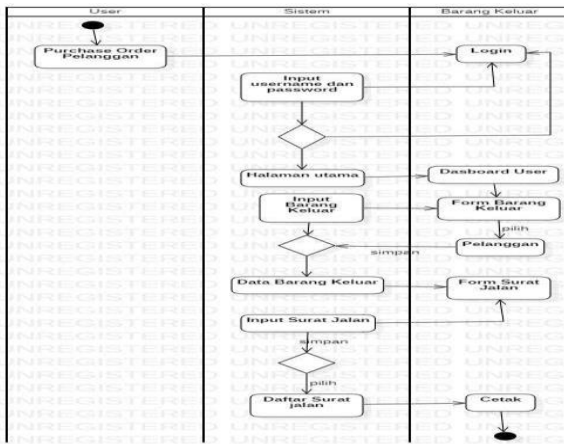 User
Sistem
Barang Keluar
Purchase Order
Pelanggan
Login
Input
username dan
password
Halaman utama
Dasboard User
Input
Barang
Keluar
Form Barang
Keluar
pilih
Pelanggan
simpan
Data Barang Keluar
Form Surat
Jalan
Input Surat Jalan
simpan
pilih
Daftar Surat
jalan
Cetak
UNREGISTERED